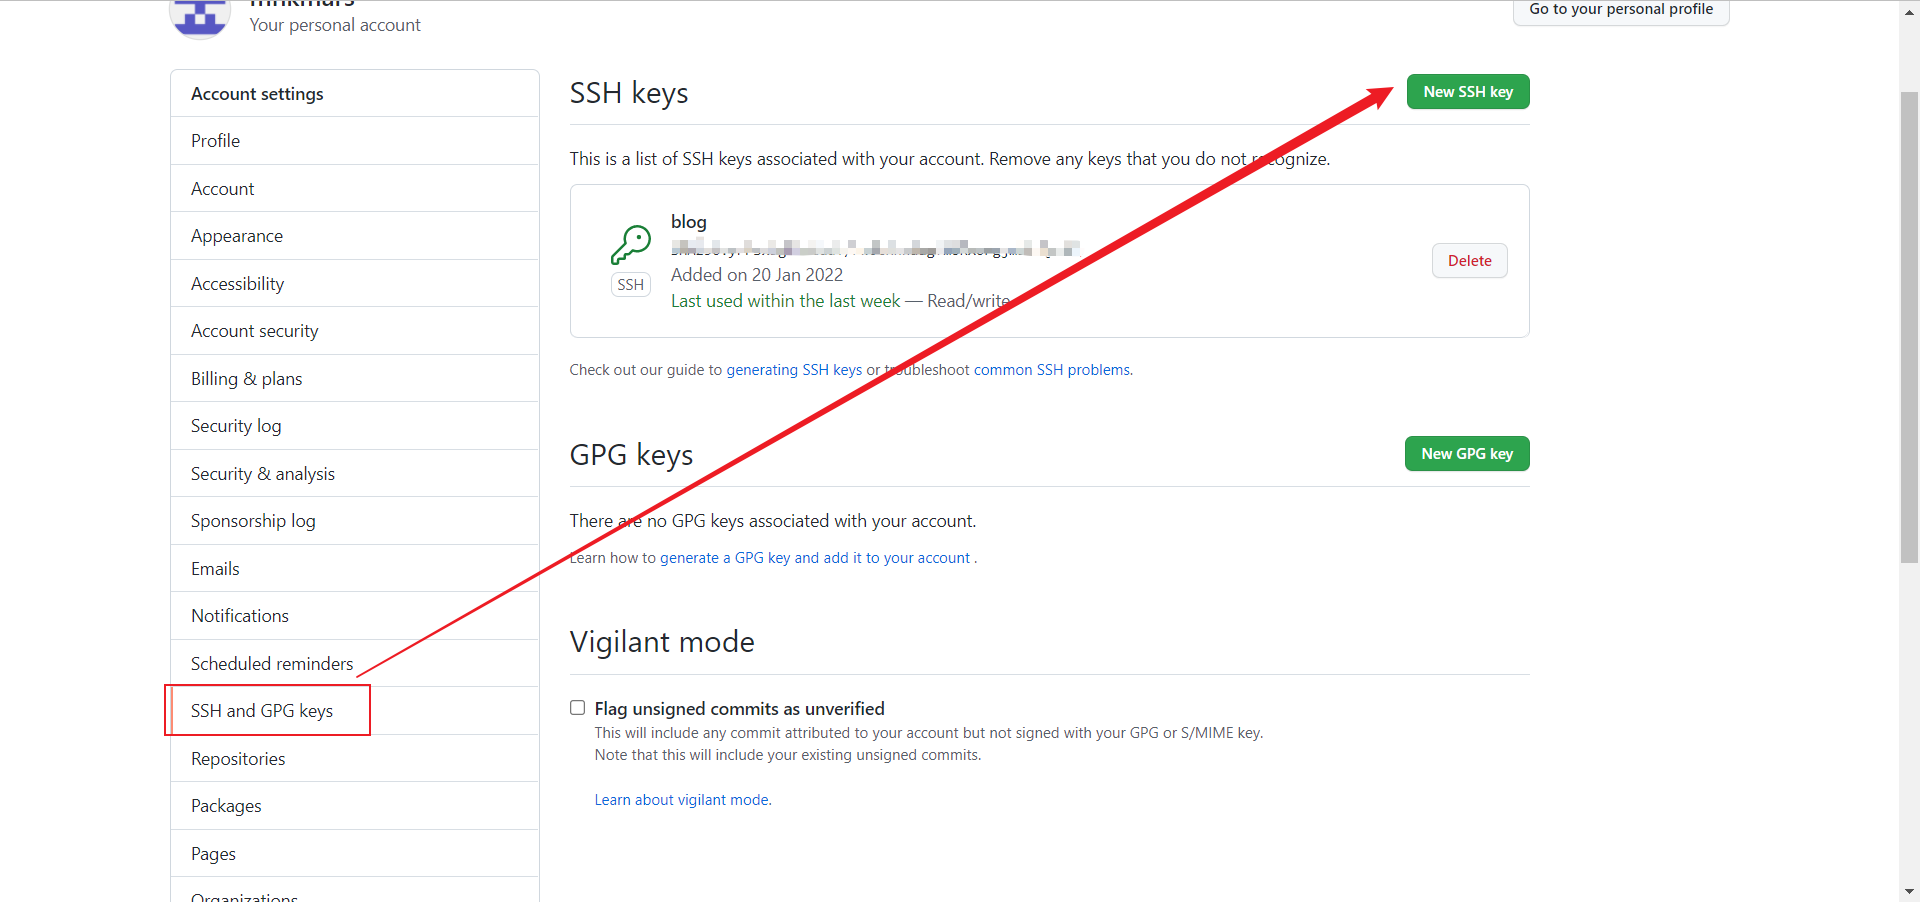 Your personal account
Go to your personal profile
Account settings
Profile
Account
Appearance
Accessibility
Account security
Billing & plans
Security log
Security & analysis
Sponsorship log
Emails
Notifications
Scheduled reminders
SSH and GPG keys
Repositories
Packages
Pages
Organizations
SSH keys
New SSH key
This is a list of SSH keys associated with your account. Remove any keys that you do not recognize.
blog
SSH
Added on 20 Jan 2022
Last used within the last week — Read/write
Delete
Check out our guide to generating SSH keys or troubleshoot common SSH problems.
GPG keys
New GPG key
There are no GPG keys associated with your account.
Learn how to generate a GPG key and add it to your account .
Vigilant mode
Flag unsigned commits as unverified
This will include any commit attributed to your account but not signed with your GPG or S/MIME key.
Note that this will include your existing unsigned commits.
Learn about vigilant mode.